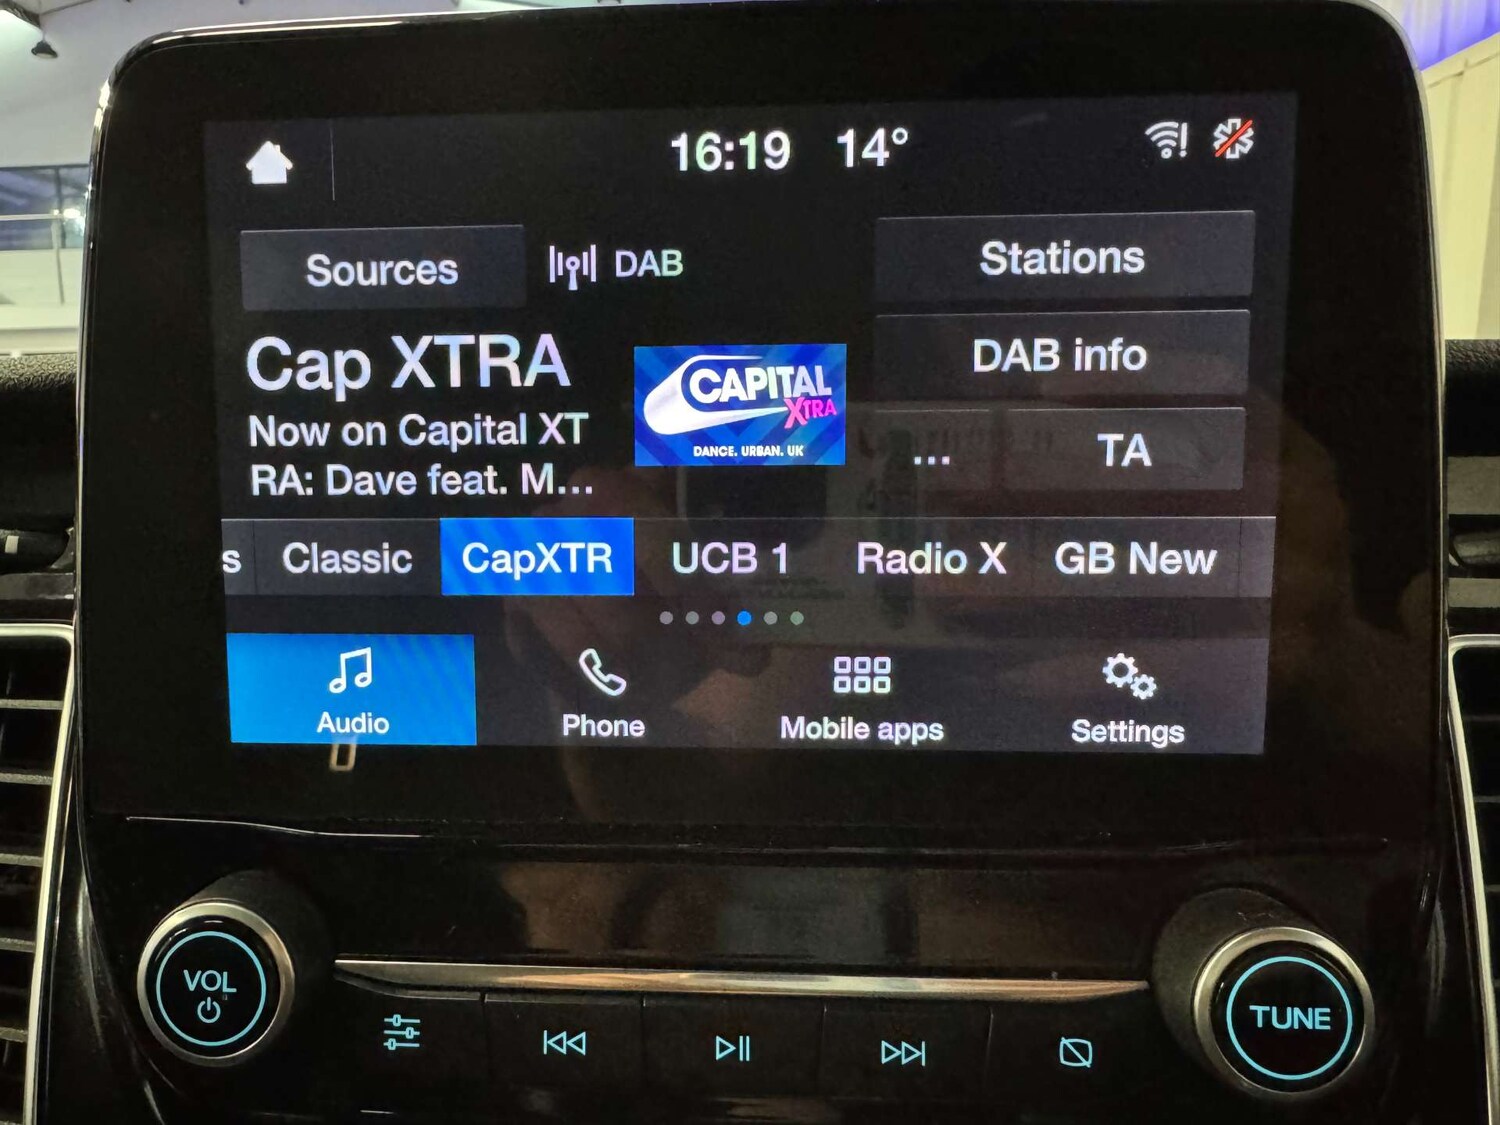 16:19 14°
Sources DAB Stations
Cap XTRA
CAPITAL
XTRA
DANCE. URBAN. UK
DAB info
Now on Capital XT
RA: Dave feat. M...
... TA
s Classic CapXTR UCB 1 Radio X GB New
Audio Phone Mobile apps Settings
VOL
TUNE